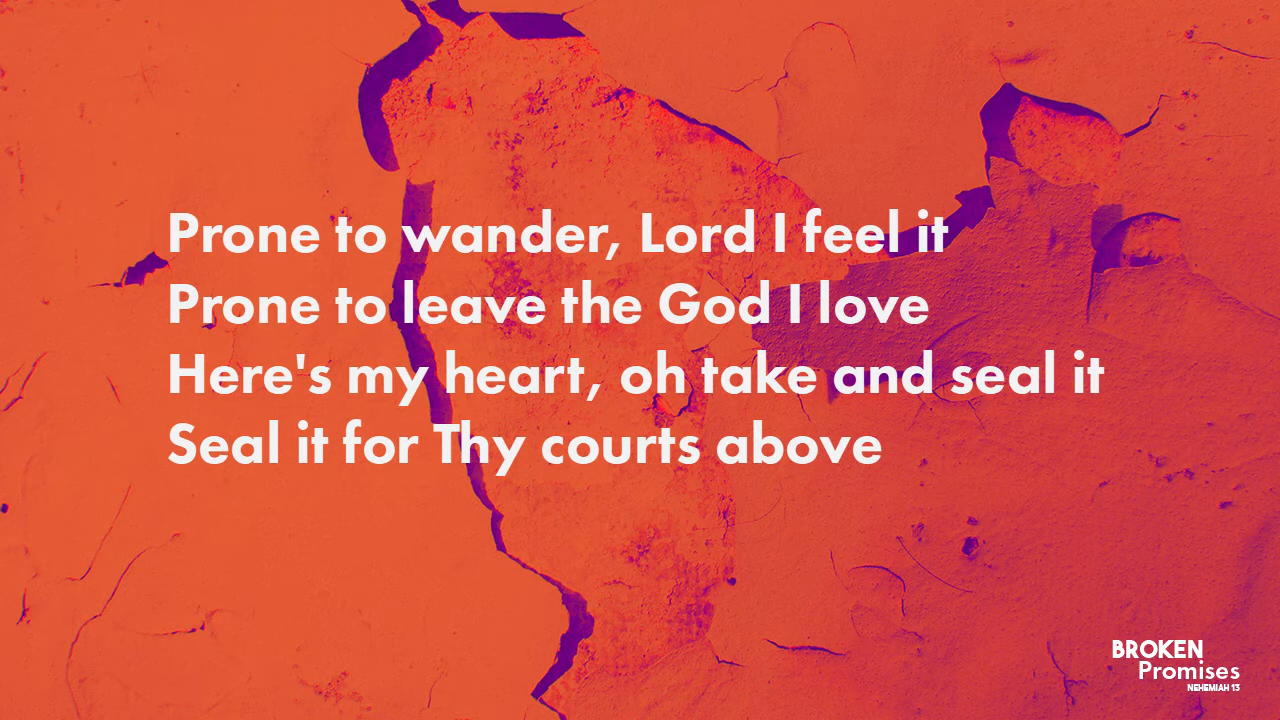 Prone to wander, Lord I feel it
Prone to leave the God I love
Here's my heart, oh take and seal it
Seal it for Thy courts above
BROKEN
Promises
NEHEMIAH 13